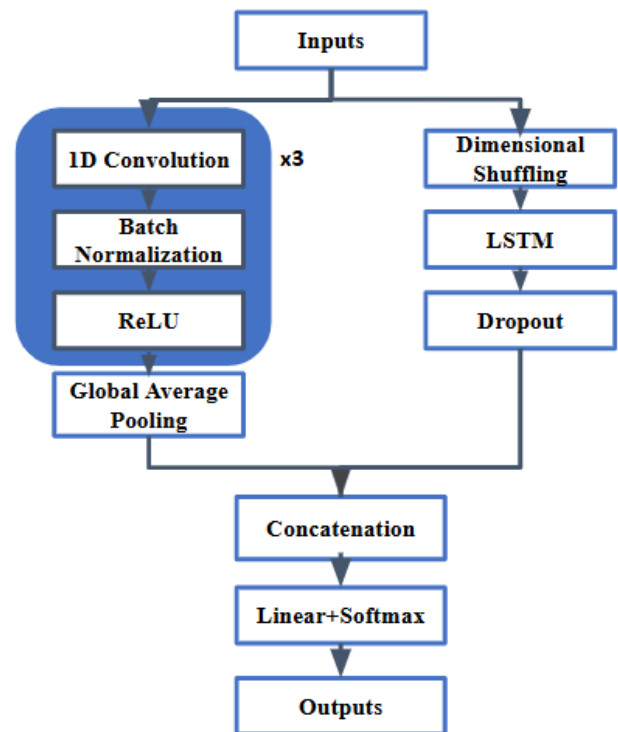 Inputs
1D Convolution
x3
Batch
Normalization
ReLU
Global Average
Pooling
Dimensional
Shuffling
LSTM
Dropout
Concatenation
Linear+Softmax
Outputs